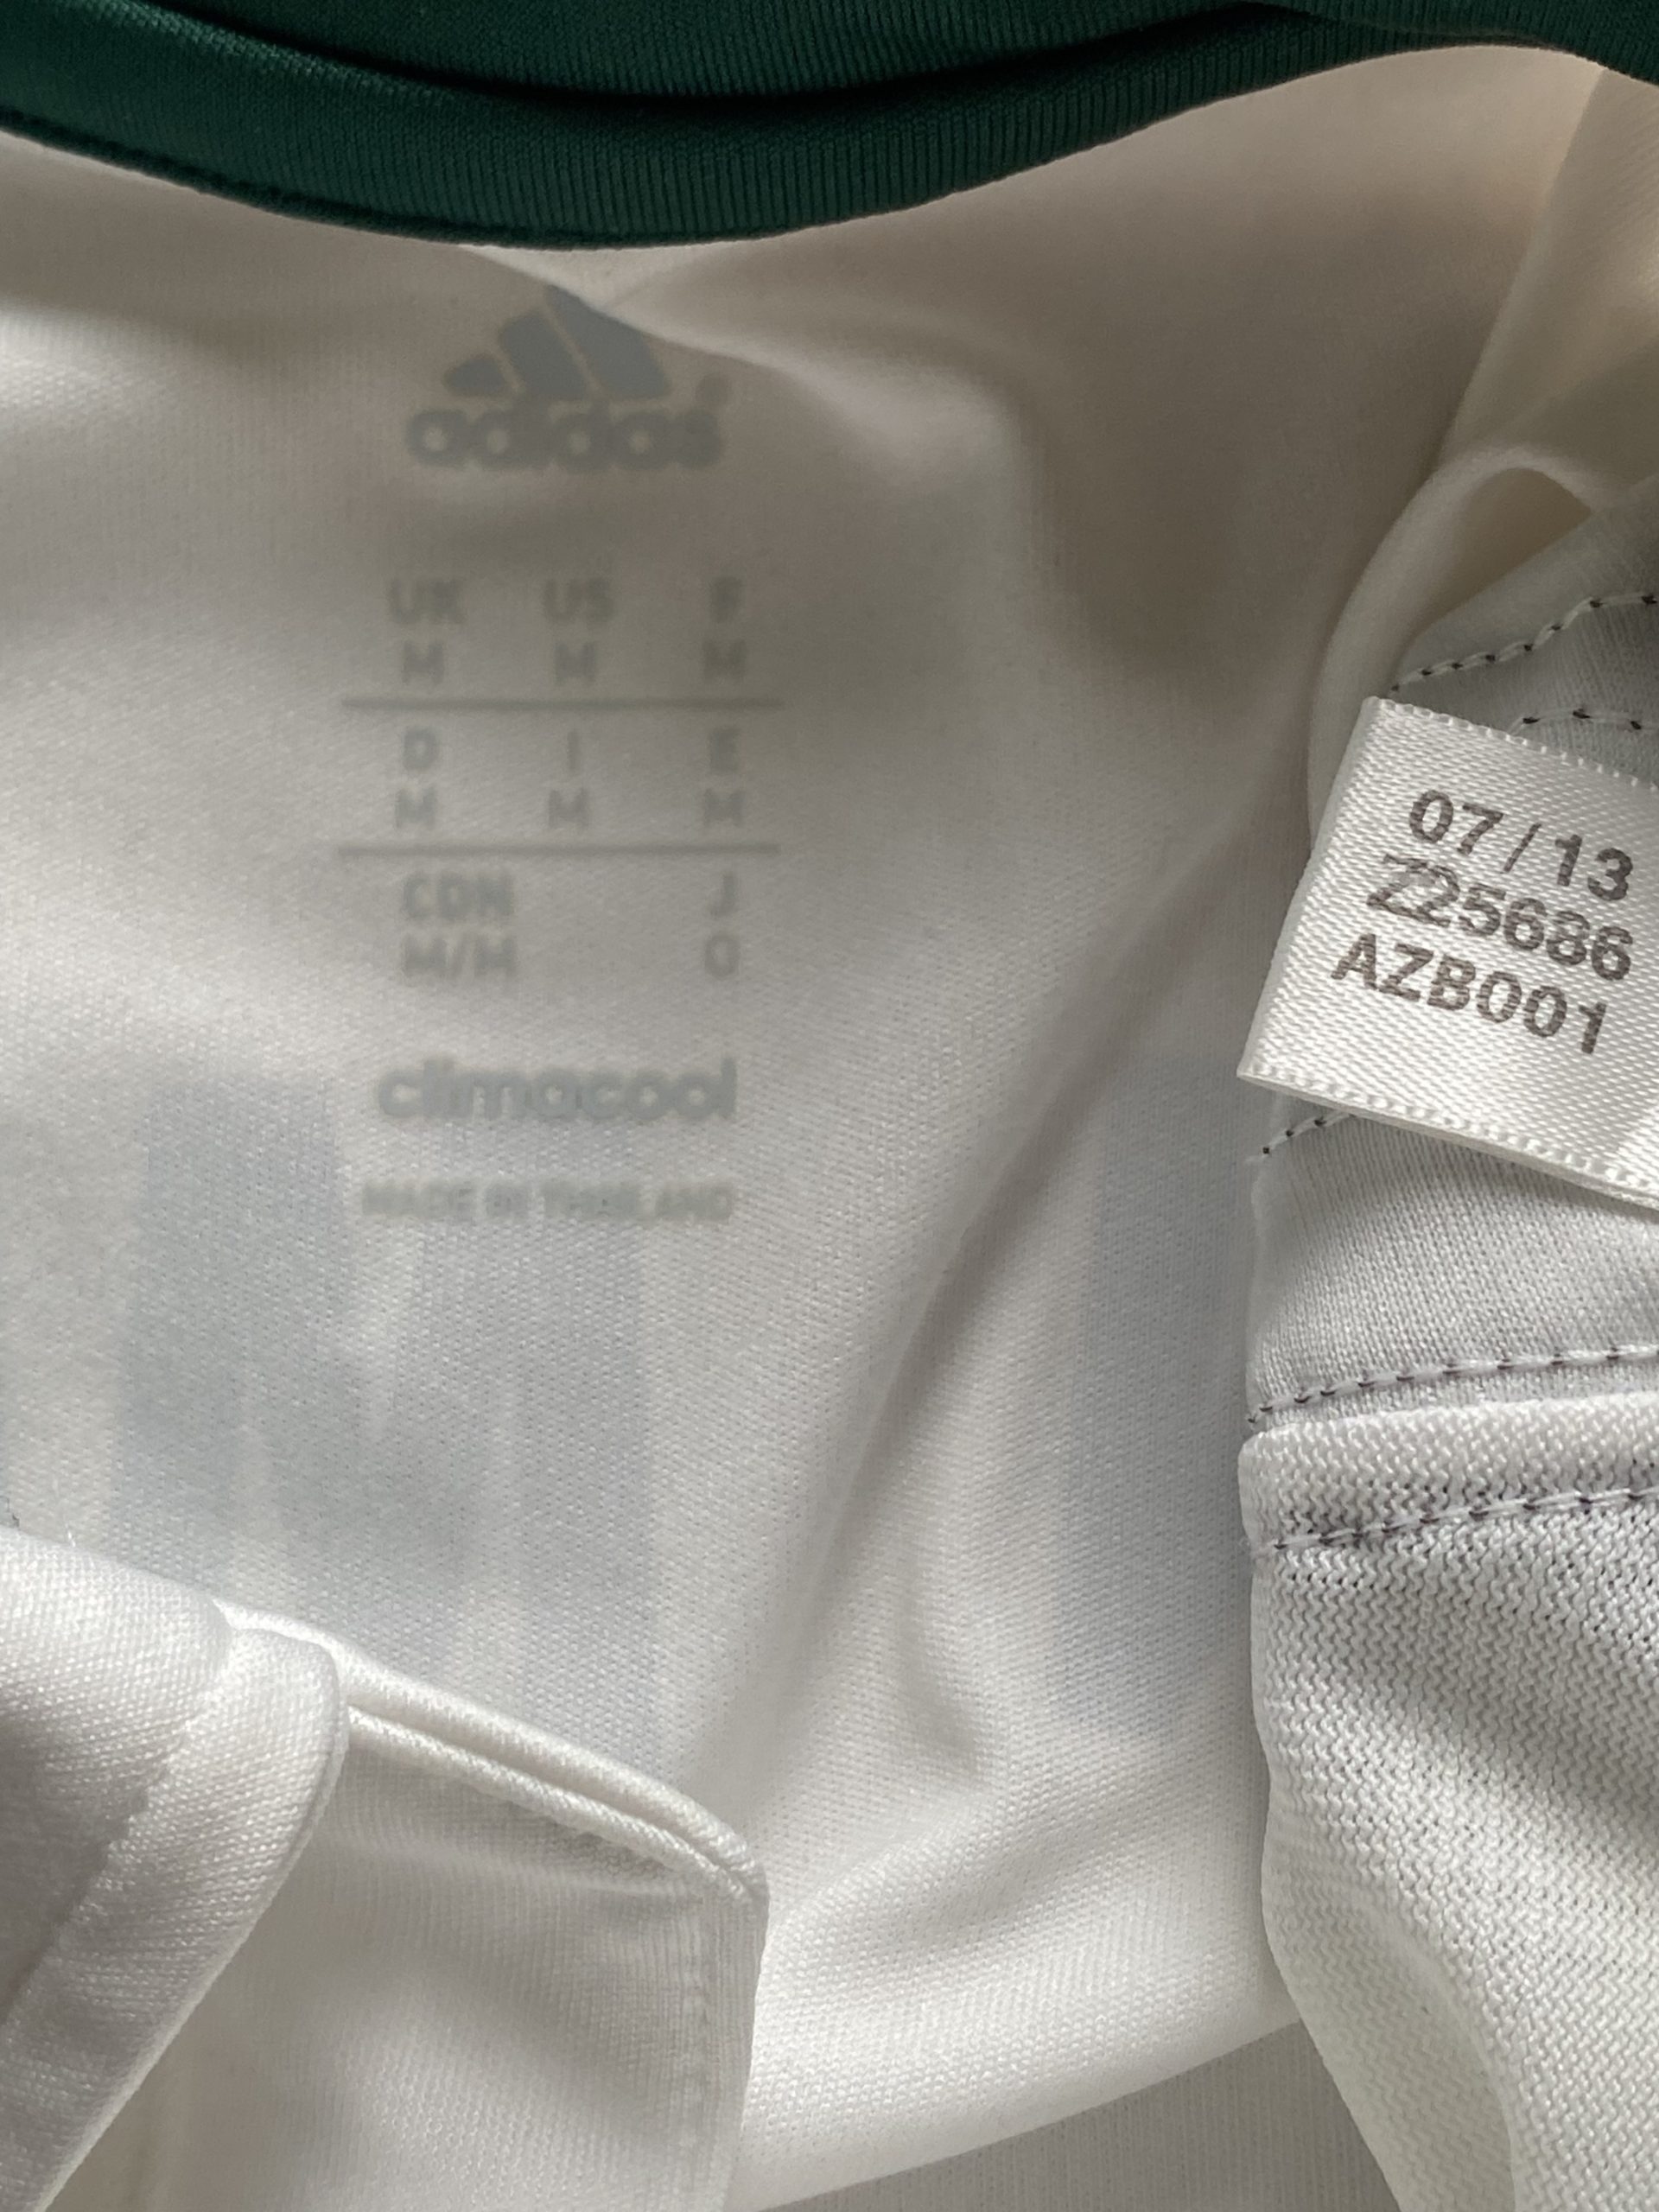 adidas®
UK US F
M M M
D I E
M M M
CDN J
M/M O
climacool
MADE IN THAILAND
07/13
Z25686
AZB001